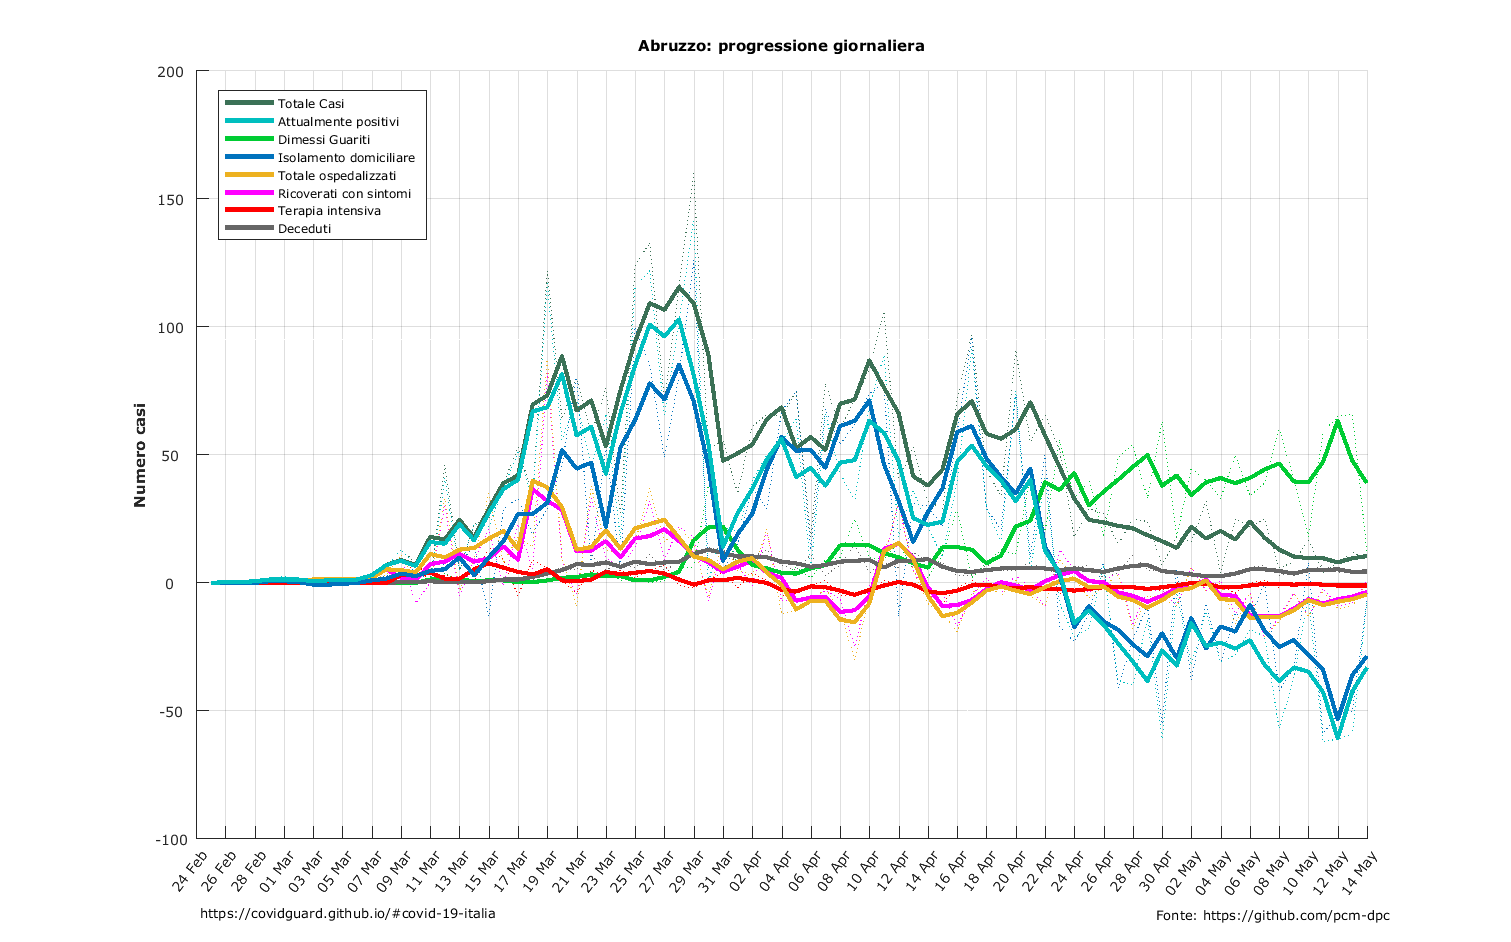 Abruzzo: progressione giornaliera
200
150
100
50
0
-50
-100
Numero casi
Totale Casi
Attualmente positivi
Dimessi Guariti
Isolamento domiciliare
Totale ospedalizzati
Ricoverati con sintomi
Terapia intensiva
Deceduti
24 Feb
26 Feb
28 Feb
01 Mar
03 Mar
05 Mar
07 Mar
09 Mar
11 Mar
13 Mar
15 Mar
17 Mar
19 Mar
21 Mar
23 Mar
25 Mar
27 Mar
29 Mar
31 Mar
02 Apr
04 Apr
06 Apr
08 Apr
10 Apr
12 Apr
14 Apr
16 Apr
18 Apr
20 Apr
22 Apr
24 Apr
26 Apr
28 Apr
30 Apr
02 May
04 May
06 May
08 May
10 May
12 May
14 May
https://covidguard.github.io/#covid-19-italia
Fonte: https://github.com/pcm-dpc